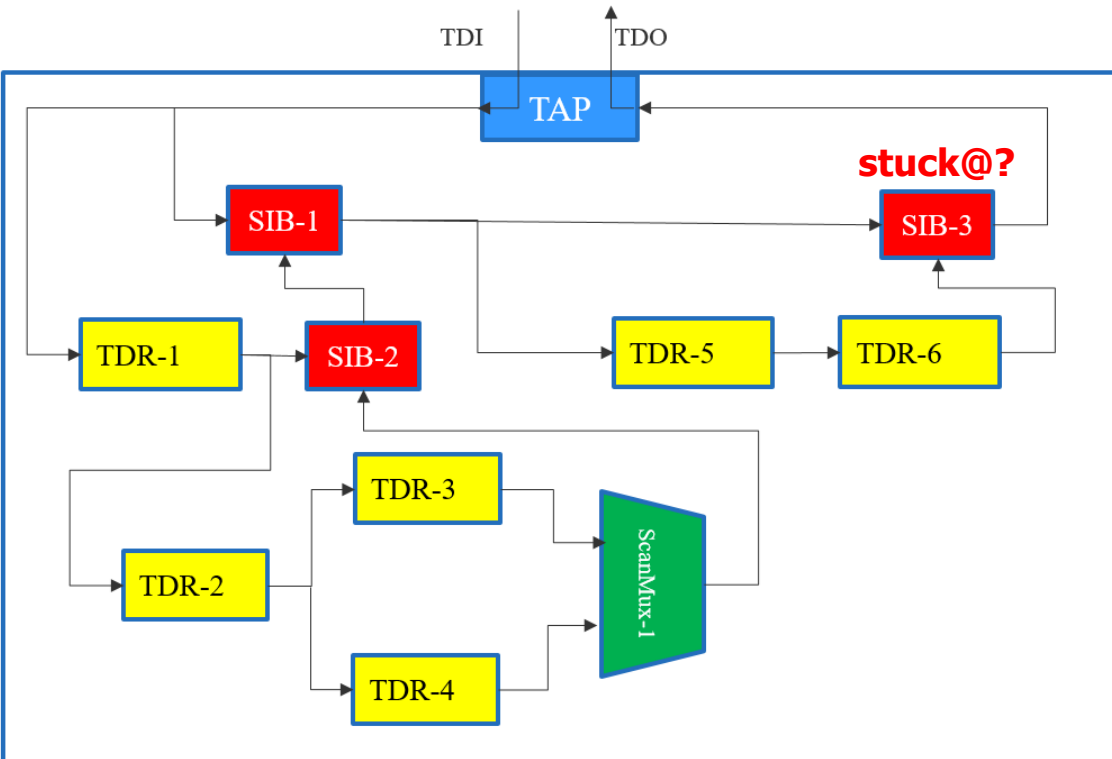 TDI
TDO
TAP
stuck@?
SIB-1
SIB-3
TDR-1
SIB-2
TDR-5
TDR-6
TDR-3
ScanMux-1
TDR-2
TDR-4